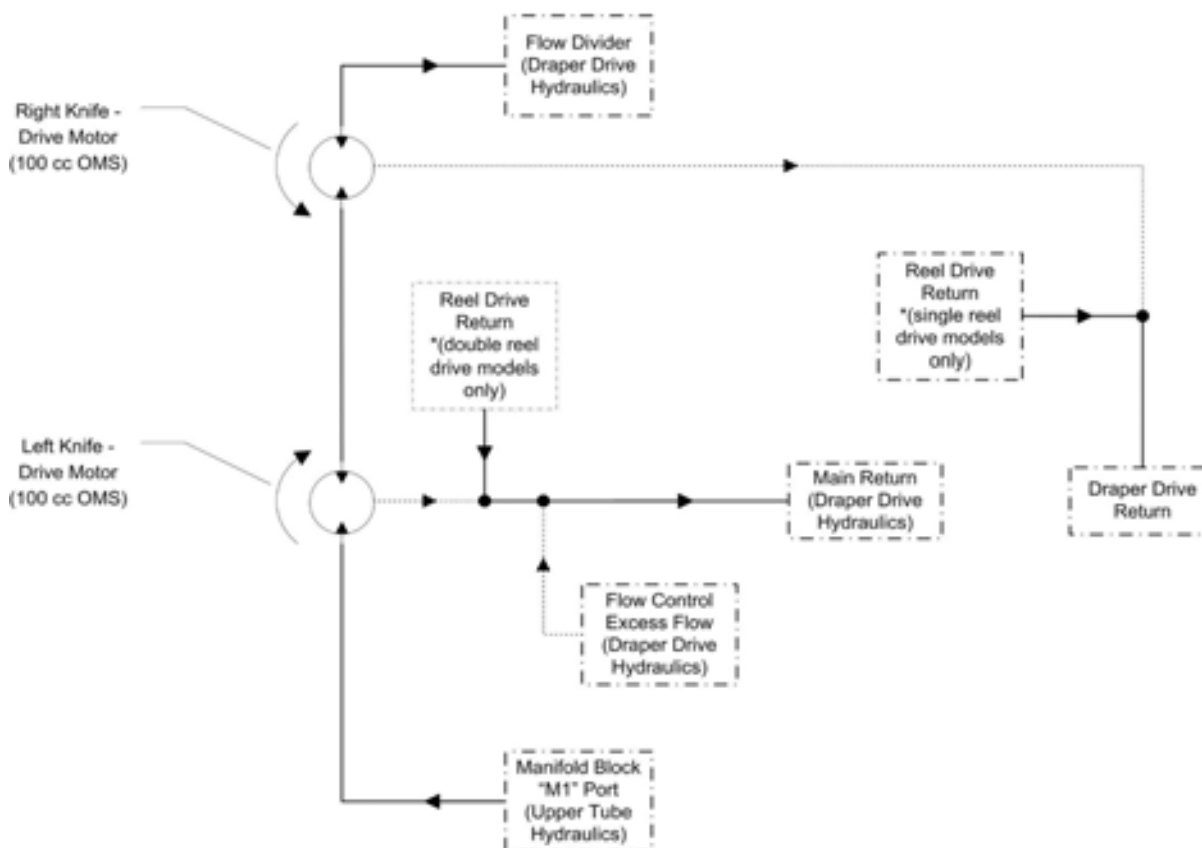 Flow Divider
(Draper Drive
Hydraulics)
Right Knife -
Drive Motor
(100 cc OMS)
Reel Drive
Return
*(double reel
drive models
only)
Reel Drive
Return
*(single reel
drive models
only)
Left Knife -
Drive Motor
(100 cc OMS)
Main Return
(Draper Drive
Hydraulics)
Draper Drive
Return
Flow Control
Excess Flow
(Draper Drive
Hydraulics)
Manifold Block
“M1” Port
(Upper Tube
Hydraulics)